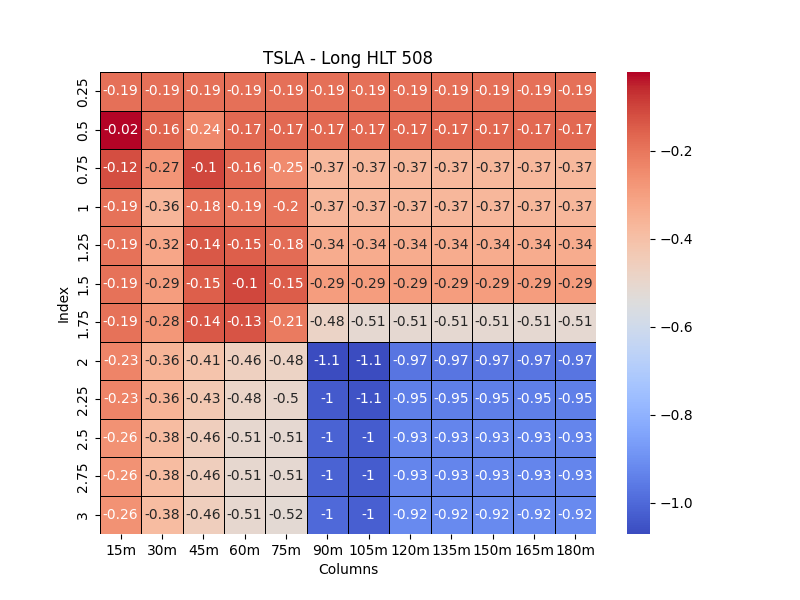 TSLA - Long HLT 508
0.25 -0.19 -0.19 -0.19 -0.19 -0.19 -0.19 -0.19 -0.19 -0.19 -0.19 -0.19 -0.19
0.5 -0.02 -0.16 -0.24 -0.17 -0.17 -0.17 -0.17 -0.17 -0.17 -0.17 -0.17 -0.17
0.75 -0.12 -0.27 -0.1 -0.16 -0.25 -0.37 -0.37 -0.37 -0.37 -0.37 -0.37 -0.37
1 -0.19 -0.36 -0.18 -0.19 -0.2 -0.37 -0.37 -0.37 -0.37 -0.37 -0.37 -0.37
1.25 -0.19 -0.32 -0.14 -0.15 -0.18 -0.34 -0.34 -0.34 -0.34 -0.34 -0.34 -0.34
1.5 -0.19 -0.29 -0.15 -0.1 -0.15 -0.29 -0.29 -0.29 -0.29 -0.29 -0.29 -0.29
1.75 -0.19 -0.28 -0.14 -0.13 -0.21 -0.48 -0.51 -0.51 -0.51 -0.51 -0.51 -0.51
2 -0.23 -0.36 -0.41 -0.46 -0.48 -1.1 -1.1 -0.97 -0.97 -0.97 -0.97 -0.97
2.25 -0.23 -0.36 -0.43 -0.48 -0.5 -1 -1.1 -0.95 -0.95 -0.95 -0.95 -0.95
2.5 -0.26 -0.38 -0.46 -0.51 -0.51 -1 -1 -0.93 -0.93 -0.93 -0.93 -0.93
2.75 -0.26 -0.38 -0.46 -0.51 -0.51 -1 -1 -0.93 -0.93 -0.93 -0.93 -0.93
3 -0.26 -0.38 -0.46 -0.51 -0.52 -1 -1 -0.92 -0.92 -0.92 -0.92 -0.92
15m 30m 45m 60m 75m 90m 105m 120m 135m 150m 165m 180m
Columns
Index
-0.2
-0.4
-0.6
-0.8
-1.0